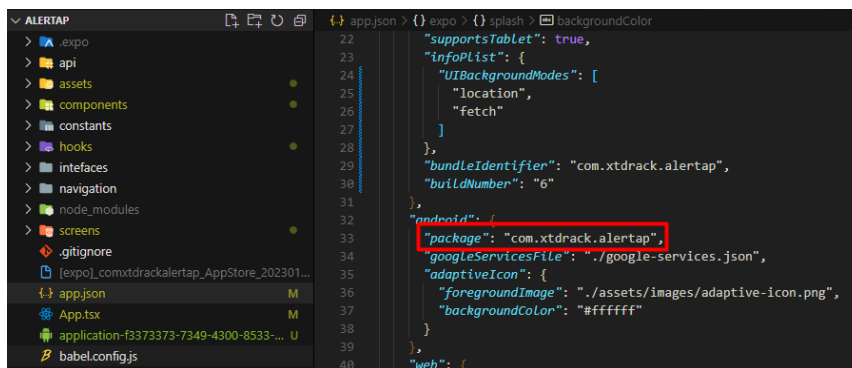 ALERTAP
.expo
api
assets
components
constants
hooks
intefaces
navigation
node_modules
screens
.gitignore
[expo]_comxtdrackalertap_AppStore_202301...
{..} app.json M
App.tsx M
application-f3373373-7349-4300-8533-... U
babel.config.js
{..} app.json > {} expo > {} splash > abc backgroundColor
22 "supportsTablet": true,
23 "infoPlist": {
24 "UIBackgroundModes": [
25 "location",
26 "fetch"
27 ]
28 },
29 "bundleIdentifier": "com.xtdrack.alertap",
30 "buildNumber": "6"
31 },
32 "android": {
33 "package": "com.xtdrack.alertap",
34 "googleServicesFile": "./google-services.json",
35 "adaptiveIcon": {
36 "foregroundImage": "./assets/images/adaptive-icon.png",
37 "backgroundColor": "#ffffff"
38 }
39 },
40 "web": {